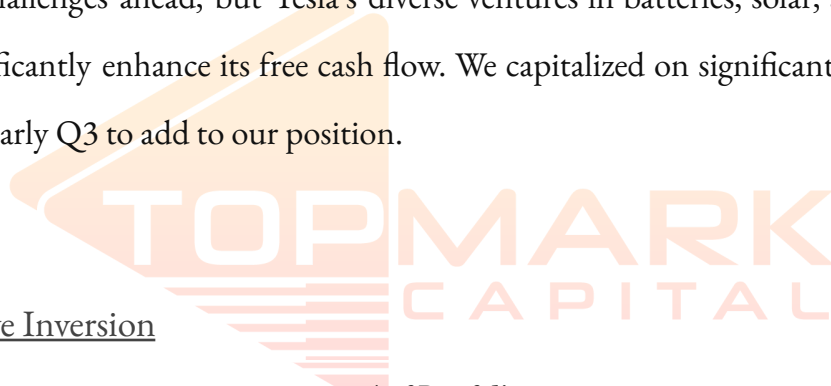 challenges ahead, but Tesla's diverse ventures in batteries, solar,
ficantly enhance its free cash flow. We capitalized on significant
arly Q3 to add to our position.
TOPMARK
CAPITAL
e Inversion